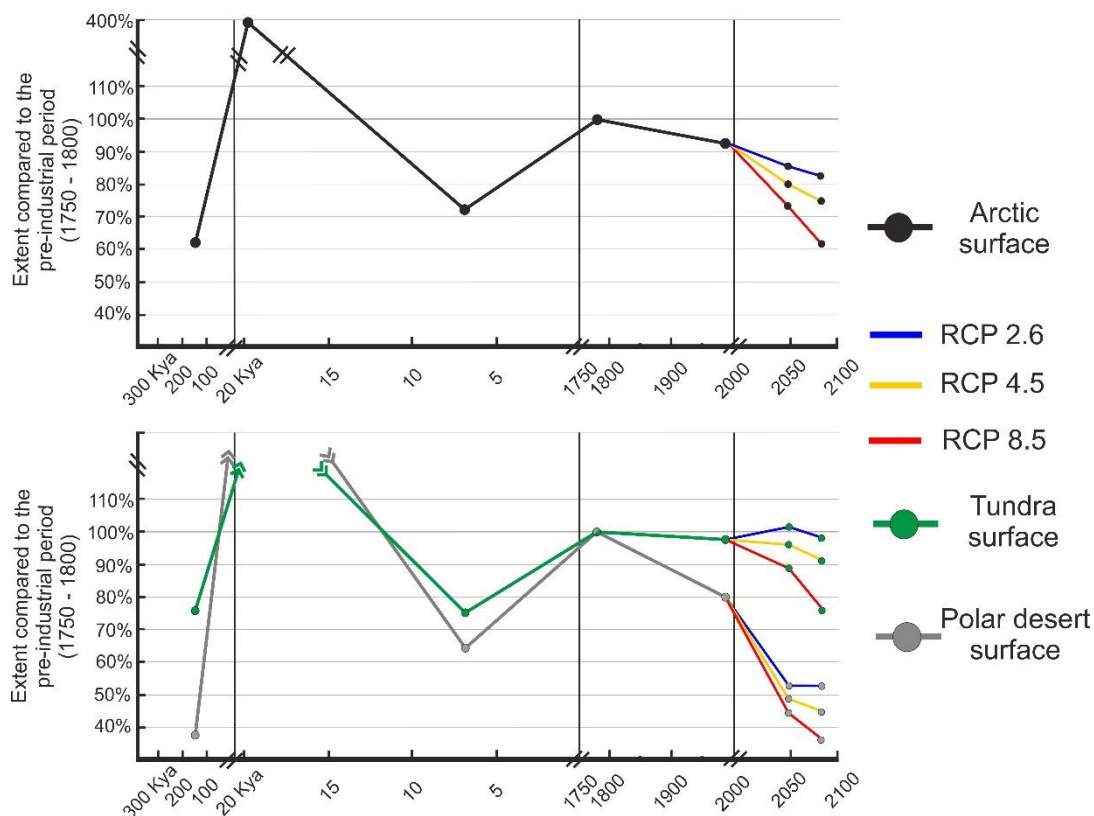 Extent compared to the
pre-industrial period
(1750 - 1800)
400%
110%
100%
90%
80%
70%
60%
50%
40%
300 Kya
200
100
20 Kya
15
10
5
1750
1800
1900
2000
2050
2100
Arctic
surface
RCP 2.6
RCP 4.5
RCP 8.5
Tundra
surface
Polar desert
surface
Extent compared to the
pre-industrial period
(1750 - 1800)
110%
100%
90%
80%
70%
60%
50%
40%
300 Kya
200
100
20 Kya
15
10
5
1750
1800
1900
2000
2050
2100